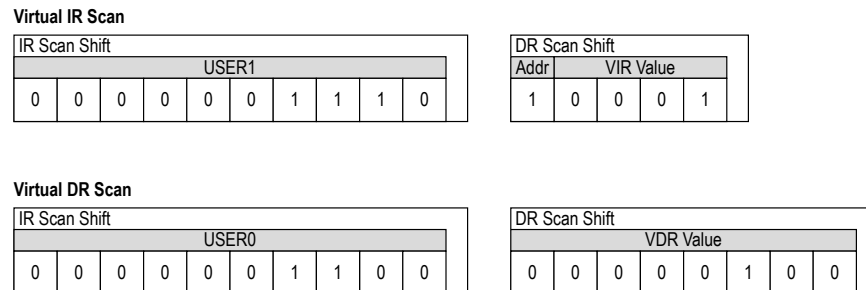 Virtual IR Scan
IR Scan Shift DR Scan Shift
USER1 Addr VIR Value
0 0 0 0 0 0 1 1 1 0 1 0 0 0 1
Virtual DR Scan
IR Scan Shift DR Scan Shift
USER0 VDR Value
0 0 0 0 0 0 1 1 0 0 0 0 0 0 0 1 0 0